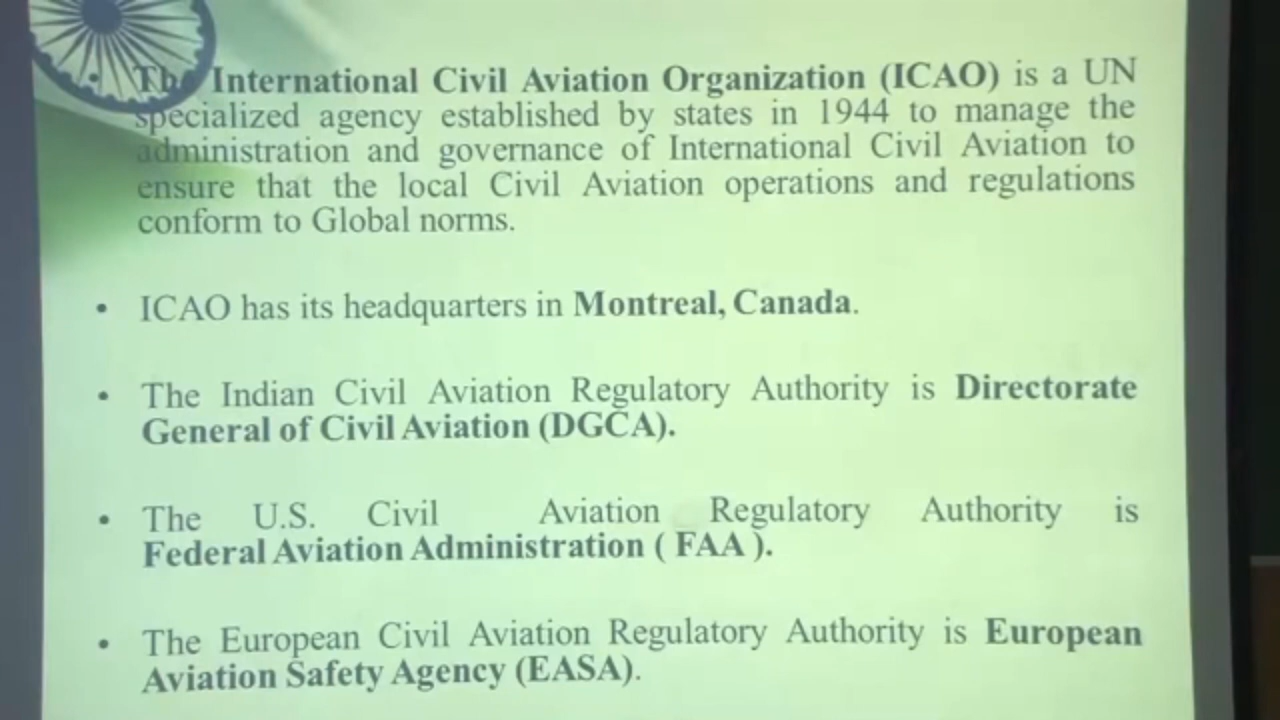 • The International Civil Aviation Organization (ICAO) is a UN
specialized agency established by states in 1944 to manage the
administration and governance of International Civil Aviation to
ensure that the local Civil Aviation operations and regulations
conform to Global norms.
• ICAO has its headquarters in Montreal, Canada.
• The Indian Civil Aviation Regulatory Authority is Directorate
General of Civil Aviation (DGCA).
• The U.S. Civil Aviation Regulatory Authority is
Federal Aviation Administration ( FAA ).
• The European Civil Aviation Regulatory Authority is European
Aviation Safety Agency (EASA).